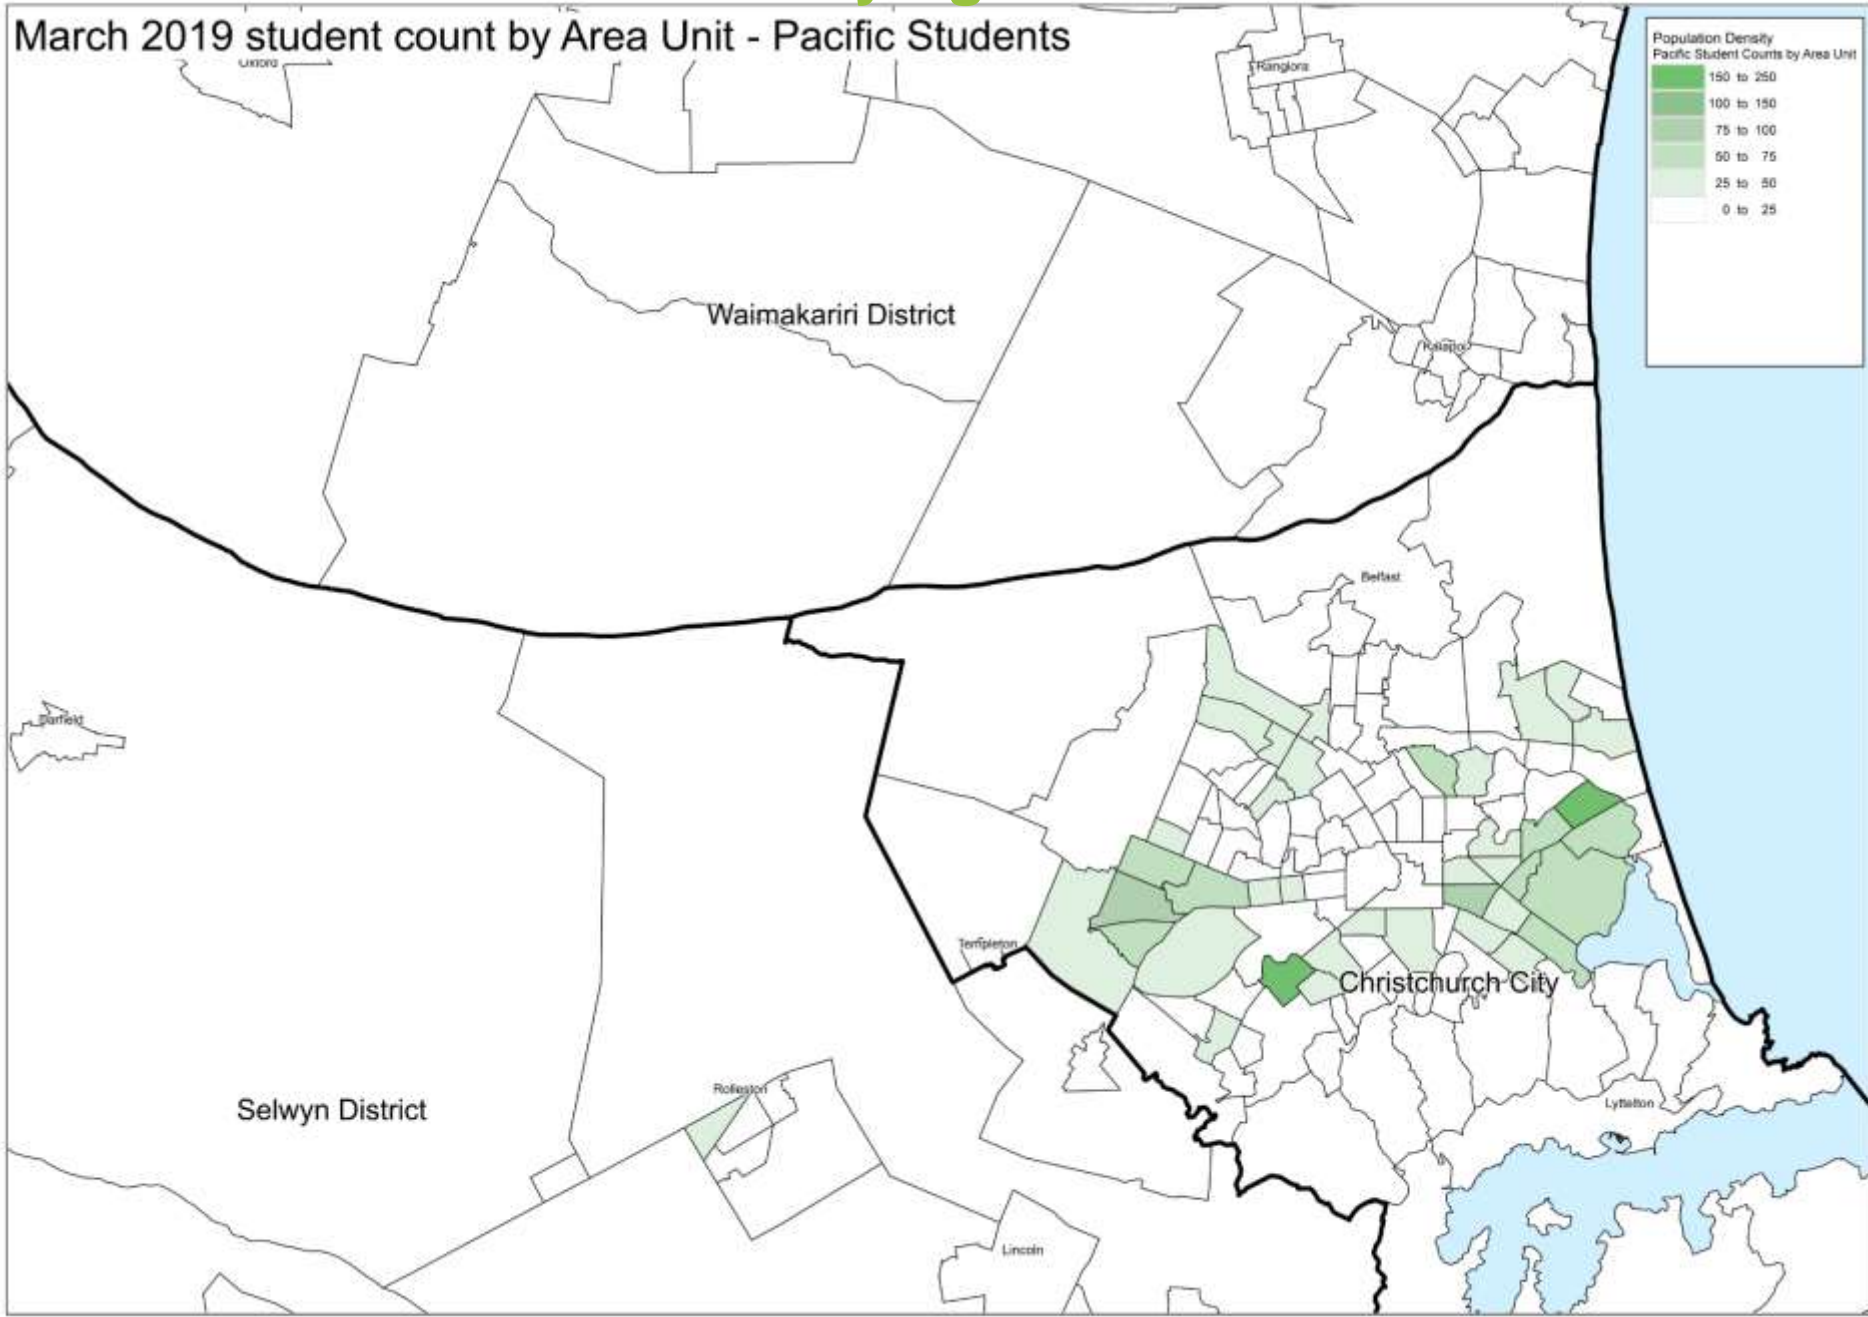 March 2019 student count by Area Unit - Pacific Students
Population Density
Pacific Student Counts by Area Unit
150 to 250
100 to 150
75 to 100
50 to 75
25 to 50
0 to 25
Oxford
Rangiora
Waimakariri District
Kaiapoi
Belfast
Darfield
Templeton
Christchurch City
Rolleston
Selwyn District
Lyttelton
Lincoln